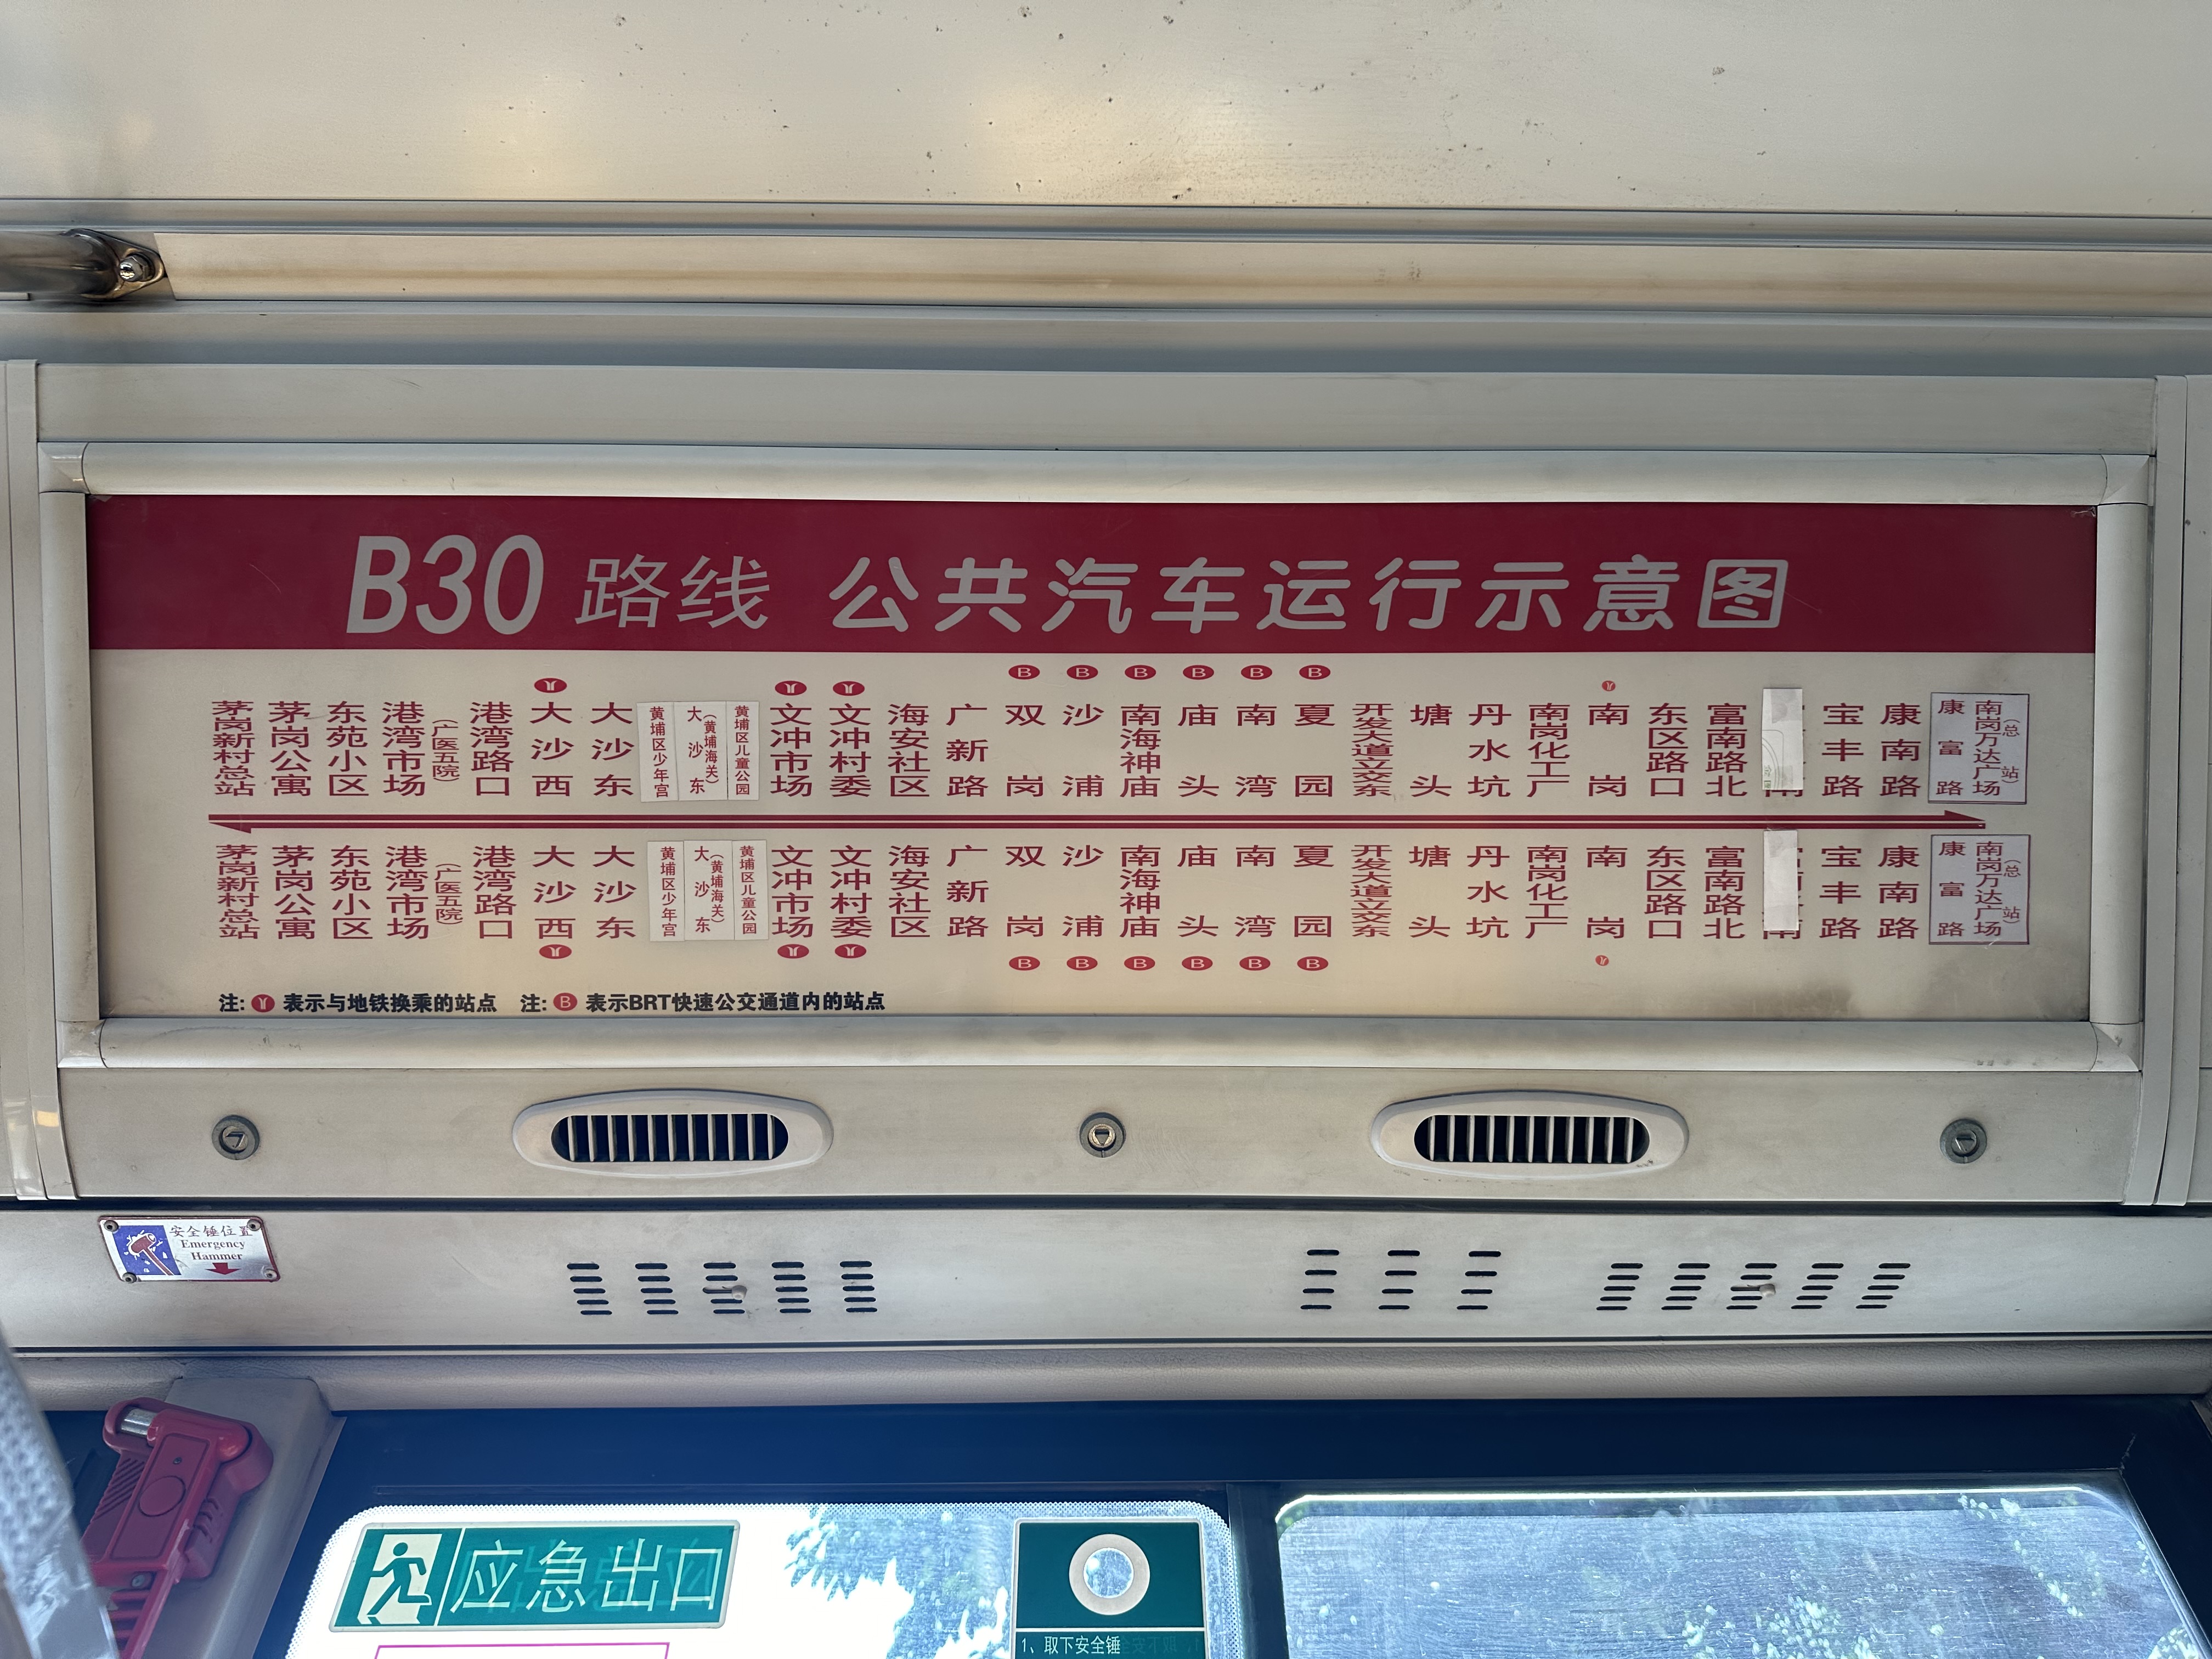 B30 路线 公共汽车运行示意图
茅岗新村总站
茅岗公寓
东苑小区
港湾市场
(广医五院)
港湾路口
大沙西
大沙东
黄埔区少年宫
大沙东
(黄埔海关)
黄埔区儿童公园
文冲市场
文冲村委
海安社区
广新路
B 双岗
B 沙浦
B 南海神庙
B 庙头
B 南湾
B 夏园
开发大道立交东
塘头
丹水坑
南岗化工厂
南岗
东区路口
富南路北
宝丰路
康南路
康富路
南岗万达广场
(总站)
茅岗新村总站
茅岗公寓
东苑小区
港湾市场
(广医五院)
港湾路口
大沙西
大沙东
黄埔区少年宫
大沙东
(黄埔海关)
黄埔区儿童公园
文冲市场
文冲村委
海安社区
广新路
双岗 B
沙浦 B
南海神庙 B
庙头 B
南湾 B
夏园 B
开发大道立交东
塘头
丹水坑
南岗化工厂
南岗
东区路口
富南路北
宝丰路
康南路
康富路
南岗万达广场
(总站)
注: 表示与地铁换乘的站点 注: B 表示BRT快速公交通道内的站点
安全锤位置
Emergency
Hammer
应急出口
1、取下安全锤